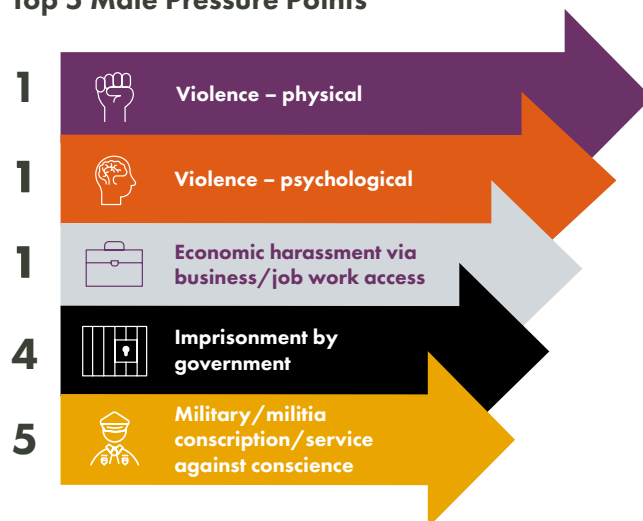 Top 5 Male Pressure Points
1
Violence – physical
1
Violence – psychological
1
Economic harassment via
business/job work access
4
Imprisonment by
government
5
Military/militia
conscription/service
against conscience